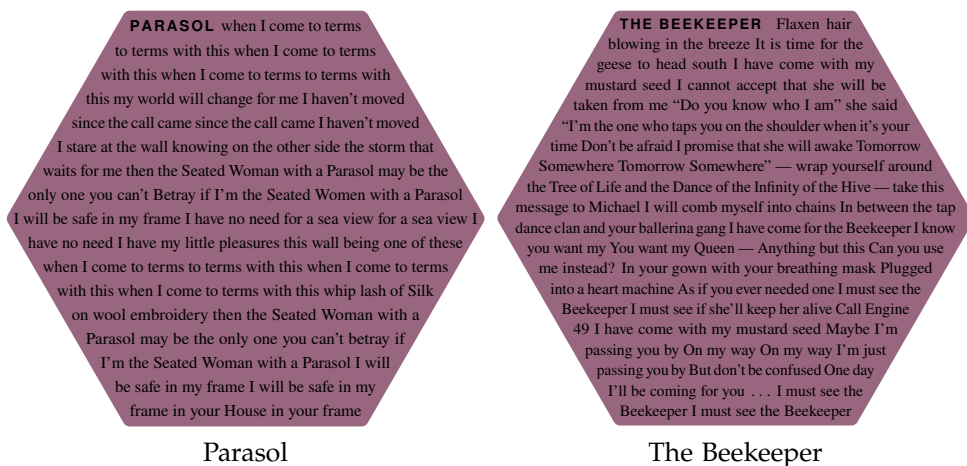 PARASOL when I come to terms
to terms with this when I come to terms
with this when I come to terms to terms with
this my world will change for me I haven't moved
since the call came since the call came I haven't moved
I stare at the wall knowing on the other side the storm that
waits for me then the Seated Woman with a Parasol may be the
only one you can't Betray if I'm the Seated Women with a Parasol
I will be safe in my frame I have no need for a sea view for a sea view I
have no need I have my little pleasures this wall being one of these
when I come to terms to terms with this when I come to terms
with this when I come to terms with this whip lash of Silk
on wool embroidery then the Seated Woman with a
Parasol may be the only one you can't betray if
I'm the Seated Woman with a Parasol I will
be safe in my frame I will be safe in my
frame in your House in your frame
Parasol
THE BEEKEEPER Flaxen hair
blowing in the breeze It is time for the
geese to head south I have come with my
mustard seed I cannot accept that she will be
taken from me “Do you know who I am” she said
“I'm the one who taps you on the shoulder when it's your
time Don't be afraid I promise that she will awake Tomorrow
Somewhere Tomorrow Somewhere” — wrap yourself around
the Tree of Life and the Dance of the Infinity of the Hive — take this
message to Michael I will comb myself into chains In between the tap
dance clan and your ballerina gang I have come for the Beekeeper I know
you want my You want my Queen — Anything but this Can you use
me instead? In your gown with your breathing mask Plugged
into a heart machine As if you ever needed one I must see the
Beekeeper I must see if she'll keep her alive Call Engine
49 I have come with my mustard seed Maybe I'm
passing you by On my way On my way I'm just
passing you by But don't be confused One day
I'll be coming for you . . . I must see the
Beekeeper I must see the Beekeeper
The Beekeeper